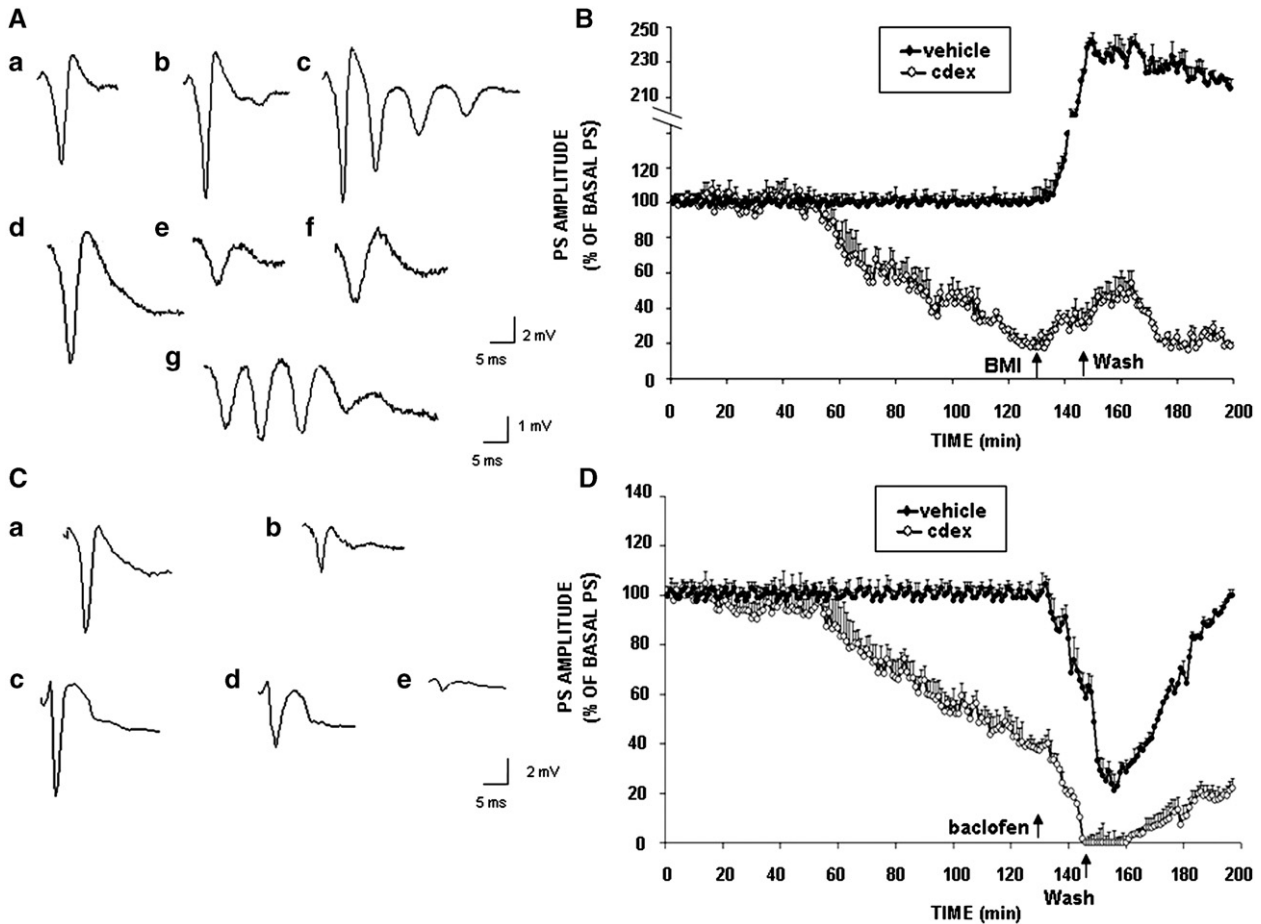 A
a
b
c
d
e
f
2 mV
5 ms
g
1 mV
5 ms
B
250
230
210
120
100
80
60
40
20
0
PS AMPLITUDE
(% OF BASAL PS)
vehicle
cdex
BMI
Wash
0 20 40 60 80 100 120 140 160 180 200
TIME (min)
C
a
b
c
d
e
2 mV
5 ms
D
140
120
100
80
60
40
20
0
PS AMPLITUDE
(% OF BASAL PS)
vehicle
cdex
baclofen
0 20 40 60 80 100 120 140 160 180 200
Wash
TIME (min)